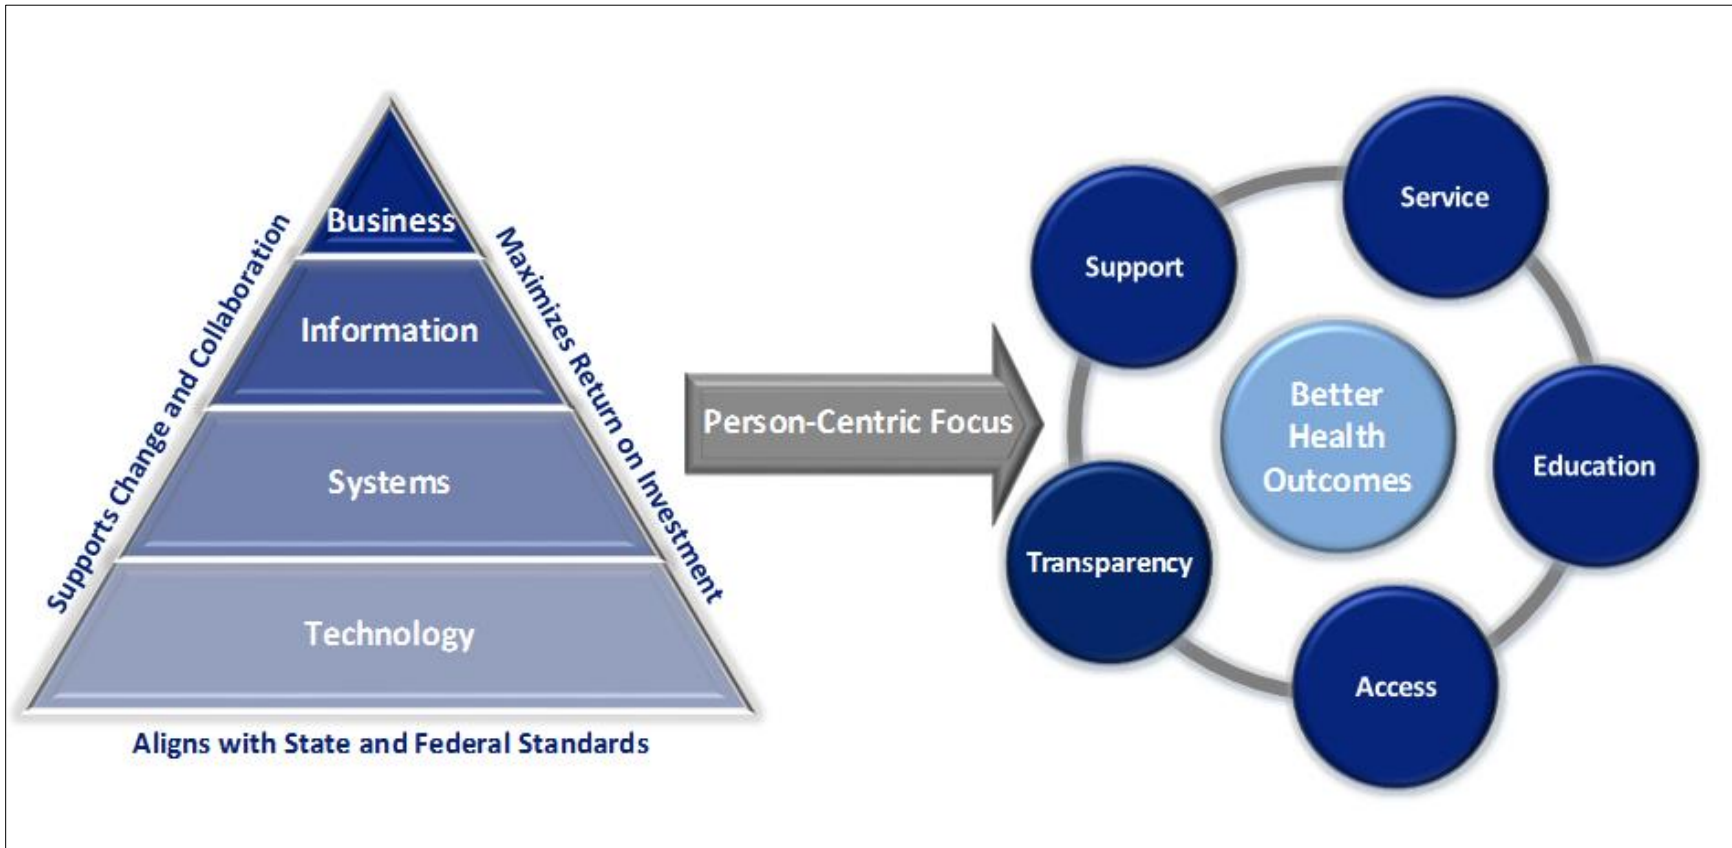 Business
Information
Systems
Technology
Supports Change and Collaboration
Maximizes Return on Investment
Aligns with State and Federal Standards
Person-Centric Focus
Support
Service
Education
Access
Transparency
Better
Health
Outcomes